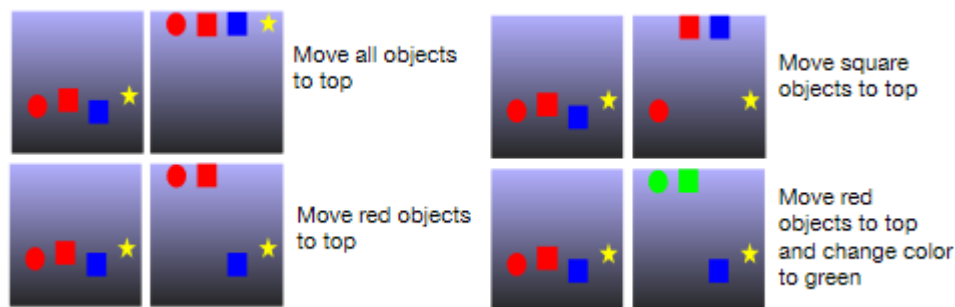 Move all objects
to top
Move square
objects to top
Move red objects
to top
Move red
objects to top
and change color
to green